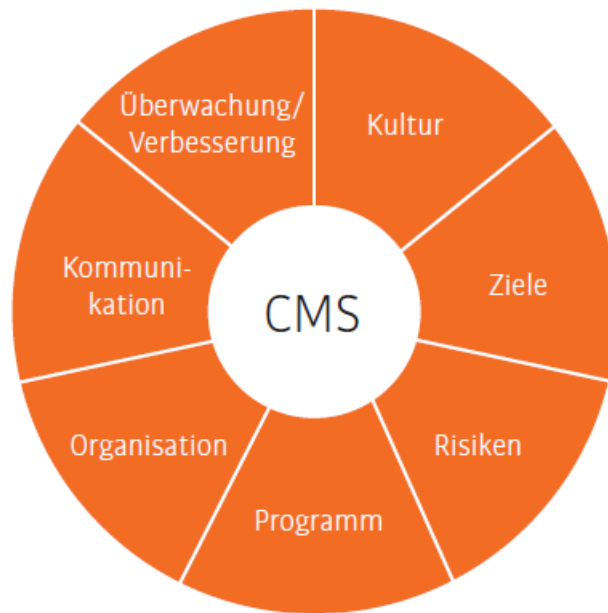 Überwachung/
Verbesserung
Kultur
Kommuni-
kation
CMS
Ziele
Organisation
Risiken
Programm